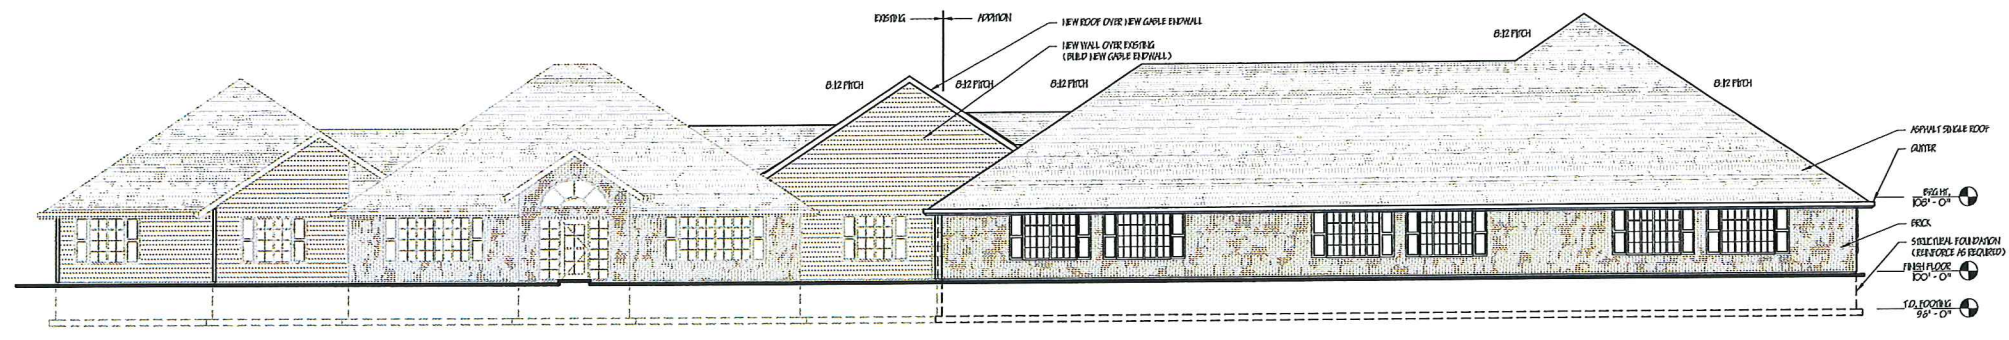 EXISTING
ADDITION
NEW ROOF OVER NEW GABLE ENDWALL
NEW WALL OVER EXISTING
(BUILD NEW GABLE ENDWALL)
8:12 PITCH
8:12 PITCH
8:12 PITCH
8:12 PITCH
8:12 PITCH
ASPHALT SINGLE ROOF
GUTTER
BRG HT.
108' - 0"
BRICK
STRUCTURAL FOUNDATION
(REINFORCE AS REQUIRED)
FINISH FLOOR
100' - 0"
T.O. FOOTING
96' - 0"